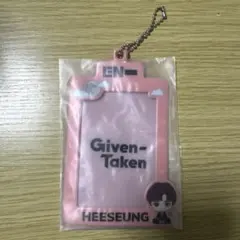 EN-
Given-
Taken
HEESEUNG